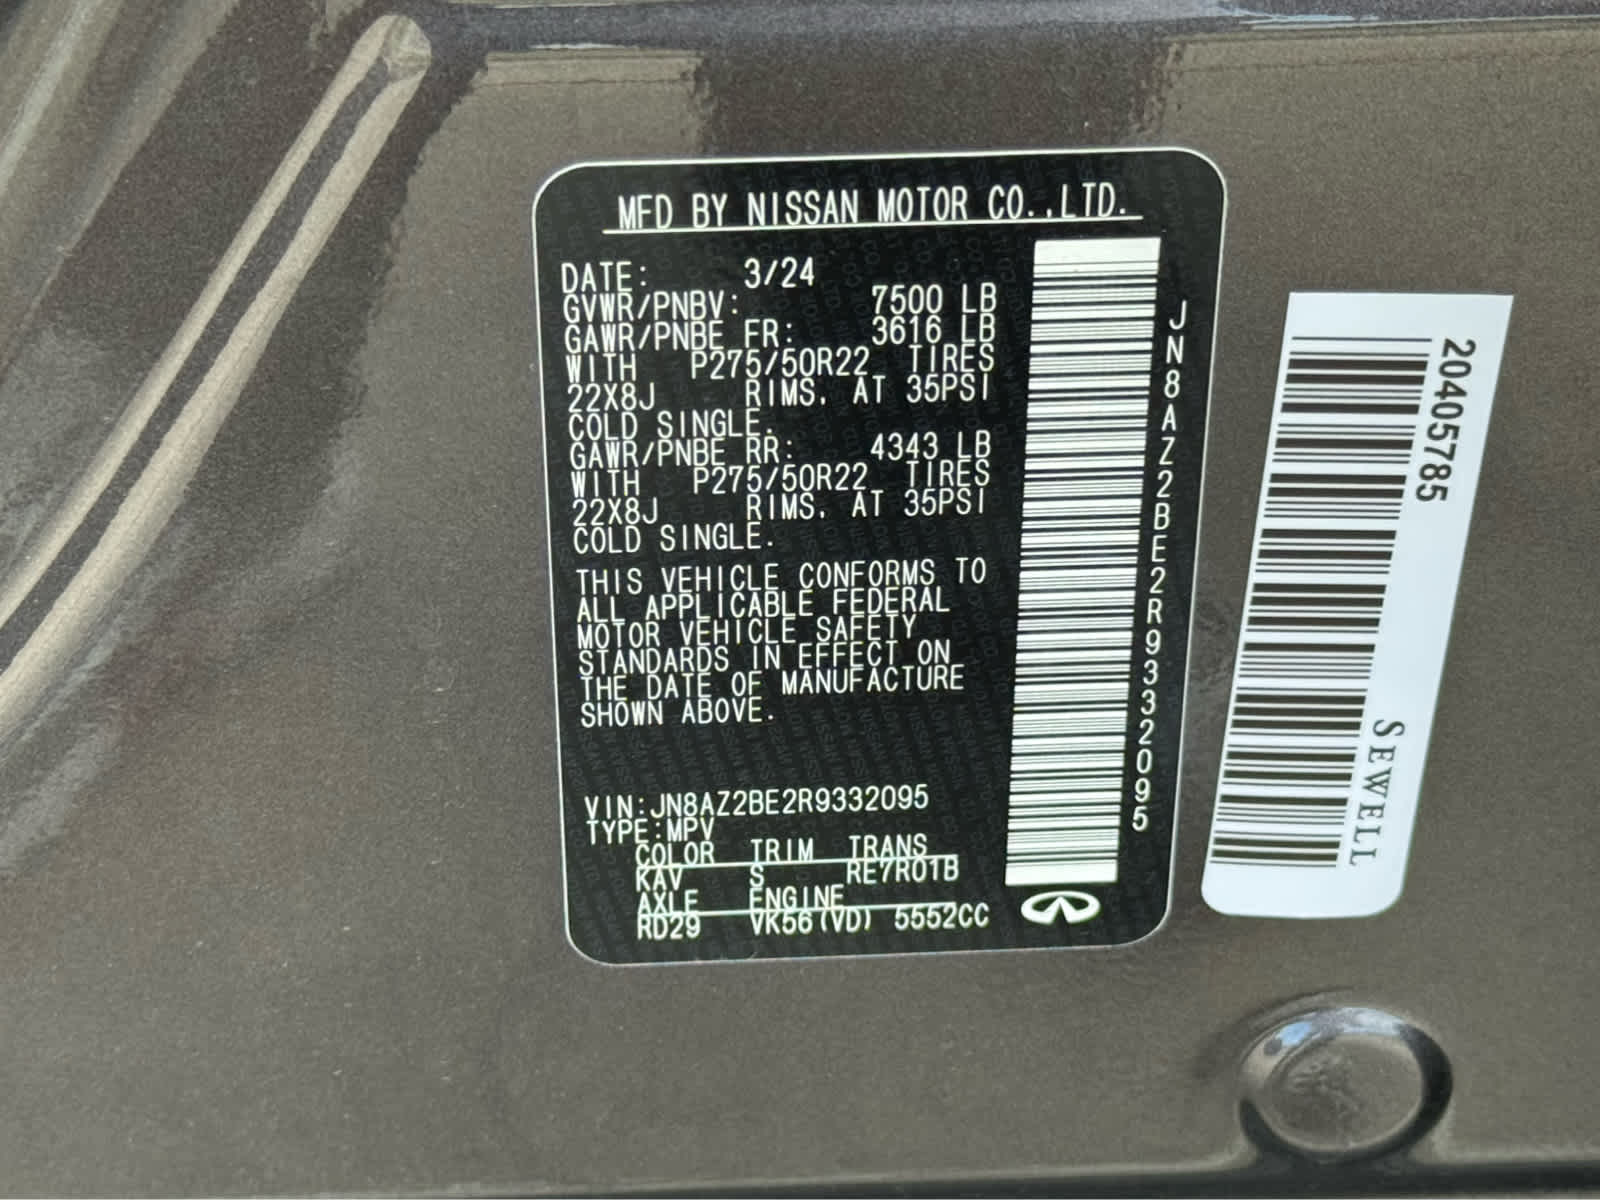 MFD BY NISSAN MOTOR CO.,LTD.
DATE: 3/24
GVWR/PNBV: 7500 LB
GAWR/PNBE FR: 3616 LB
WITH P275/50R22 TIRES
22X8J RIMS. AT 35PSI
COLD SINGLE.
GAWR/PNBE RR: 4343 LB
WITH P275/50R22 TIRES
22X8J RIMS. AT 35PSI
COLD SINGLE.
THIS VEHICLE CONFORMS TO
ALL APPLICABLE FEDERAL
MOTOR VEHICLE SAFETY
STANDARDS IN EFFECT ON
THE DATE OF MANUFACTURE
SHOWN ABOVE.
VIN:JN8AZ2BE2R9332095
TYPE:MPV
COLOR TRIM TRANS
KAV S RE7R01B
AXLE ENGINE
RD29 VK56(VD) 5552CC
JN8AZ2BE2R9332095
20405785
SEWELL